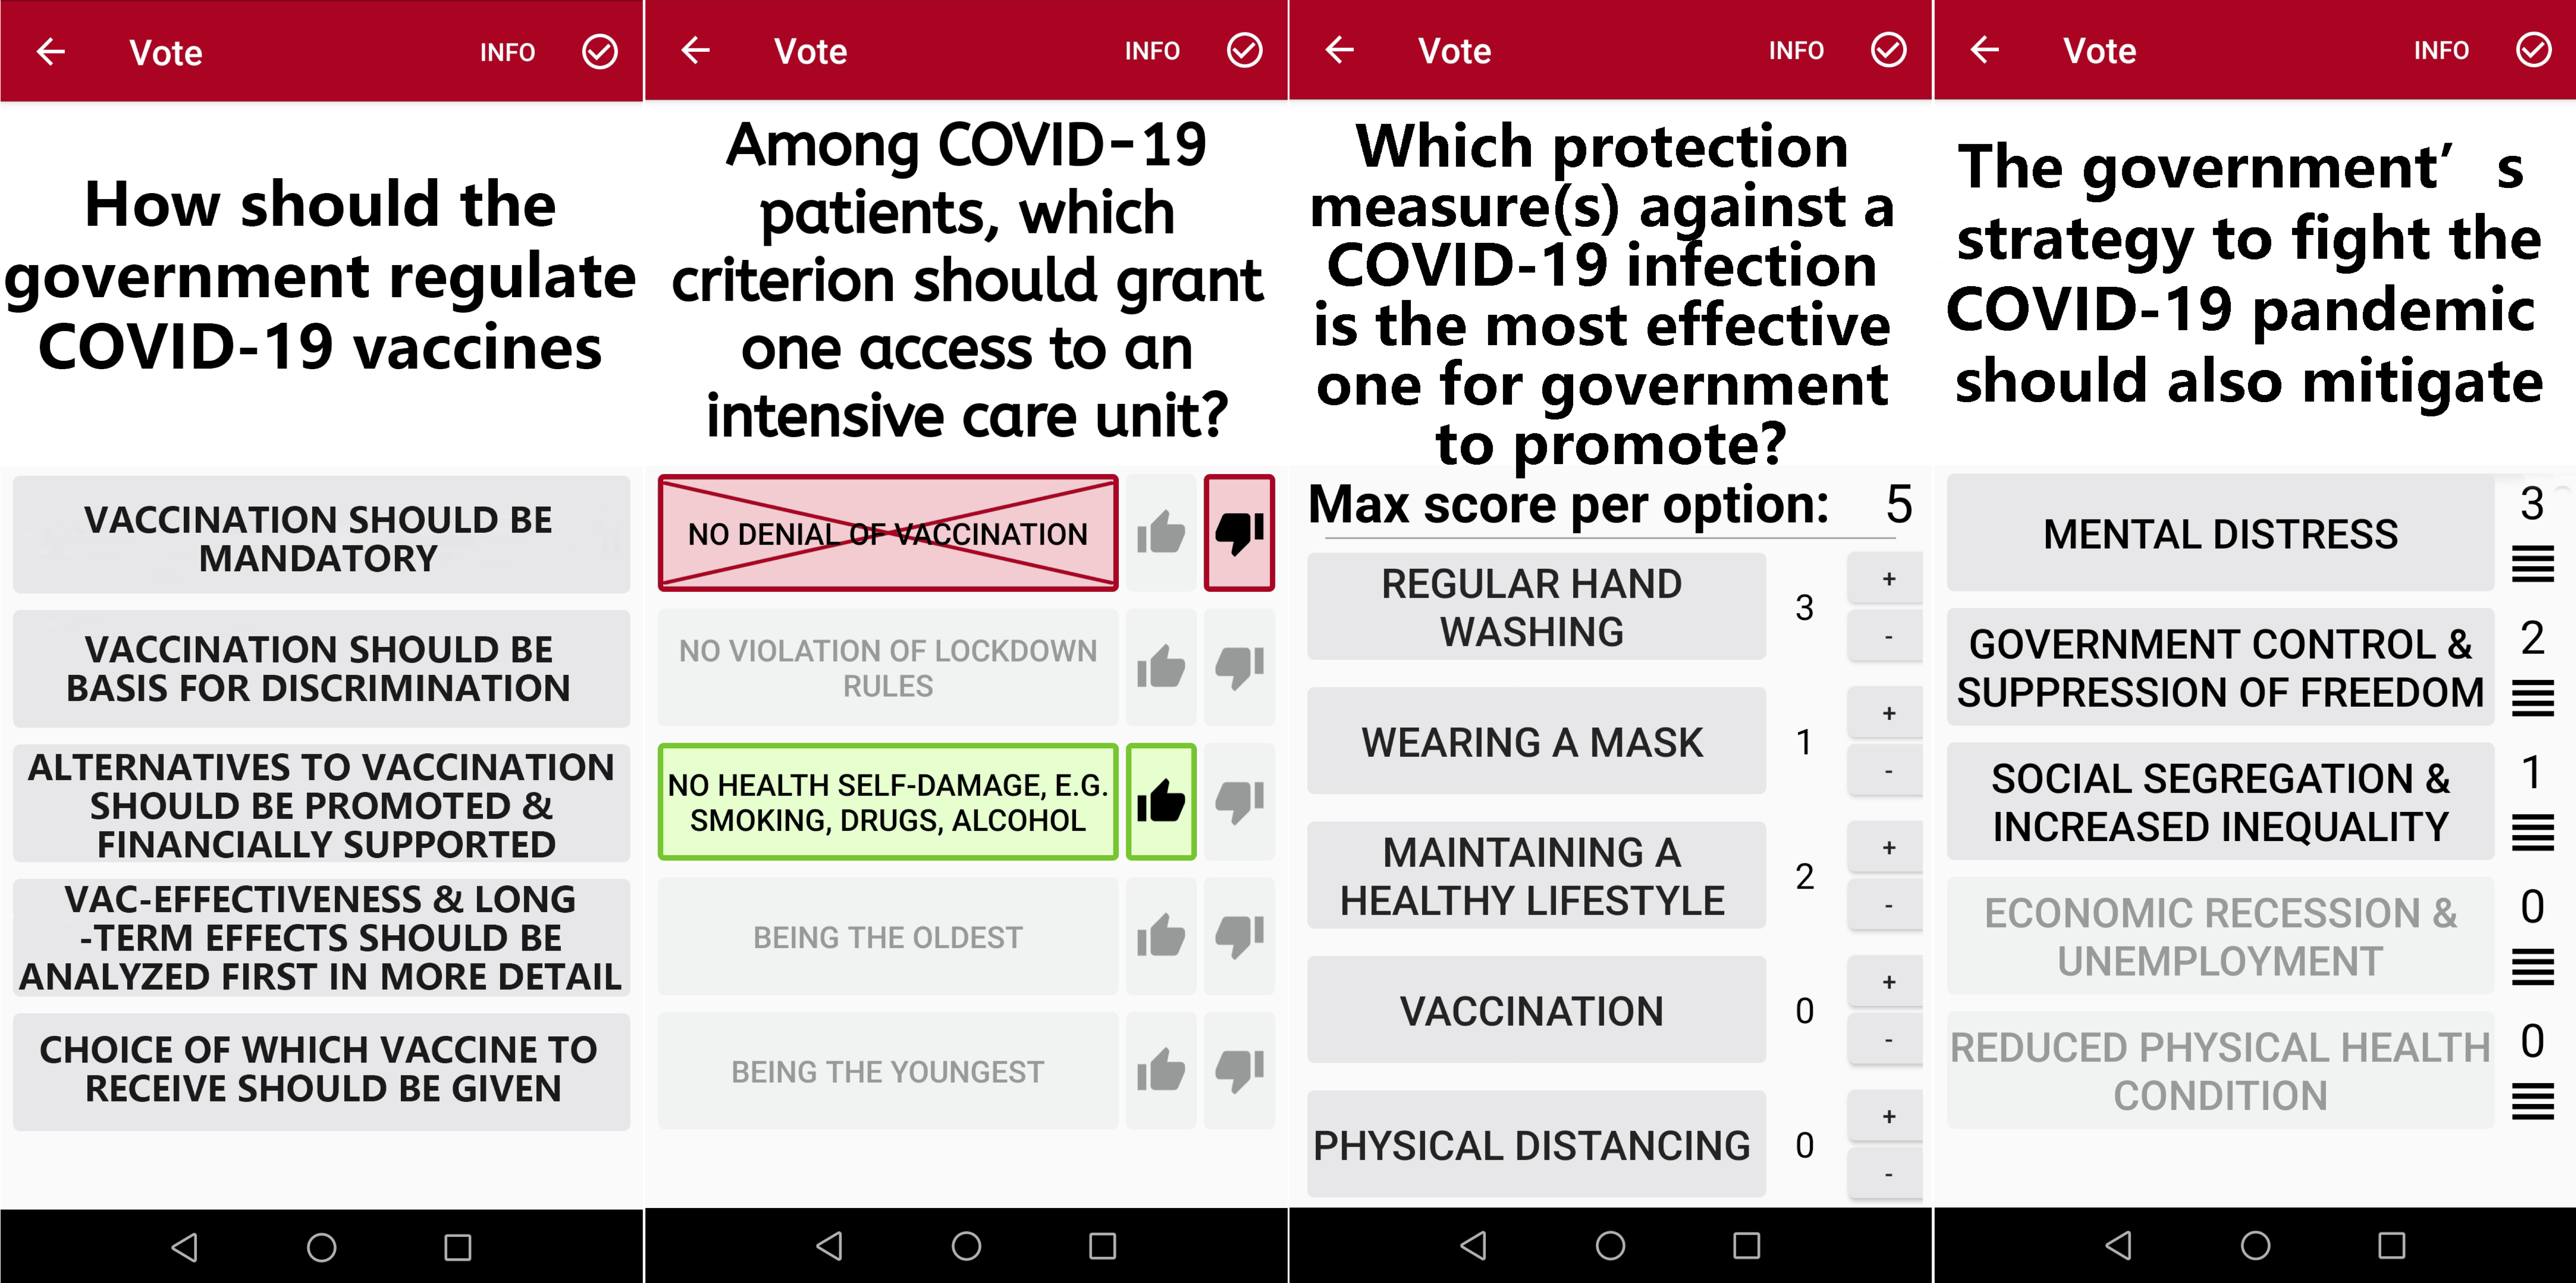 Vote INFO
How should the
government regulate
COVID-19 vaccines
VACCINATION SHOULD BE
MANDATORY
VACCINATION SHOULD BE
BASIS FOR DISCRIMINATION
ALTERNATIVES TO VACCINATION
SHOULD BE PROMOTED &
FINANCIALLY SUPPORTED
VAC-EFFECTIVENESS & LONG
-TERM EFFECTS SHOULD BE
ANALYZED FIRST IN MORE DETAIL
CHOICE OF WHICH VACCINE TO
RECEIVE SHOULD BE GIVEN
Vote INFO
Among COVID-19
patients, which
criterion should grant
one access to an
intensive care unit?
NO DENIAL OF VACCINATION
NO VIOLATION OF LOCKDOWN
RULES
NO HEALTH SELF-DAMAGE, E.G.
SMOKING, DRUGS, ALCOHOL
BEING THE OLDEST
BEING THE YOUNGEST
Vote INFO
Which protection
measure(s) against a
COVID-19 infection
is the most effective
one for government
to promote?
Max score per option: 5
REGULAR HAND
WASHING
3
+
-
WEARING A MASK
1
+
-
MAINTAINING A
HEALTHY LIFESTYLE
2
+
-
VACCINATION
0
+
-
PHYSICAL DISTANCING
0
+
-
Vote INFO
The government’ s
strategy to fight the
COVID-19 pandemic
should also mitigate
MENTAL DISTRESS
3
GOVERNMENT CONTROL &
SUPPRESSION OF FREEDOM
2
SOCIAL SEGREGATION &
INCREASED INEQUALITY
1
ECONOMIC RECESSION &
UNEMPLOYMENT
0
REDUCED PHYSICAL HEALTH
CONDITION
0